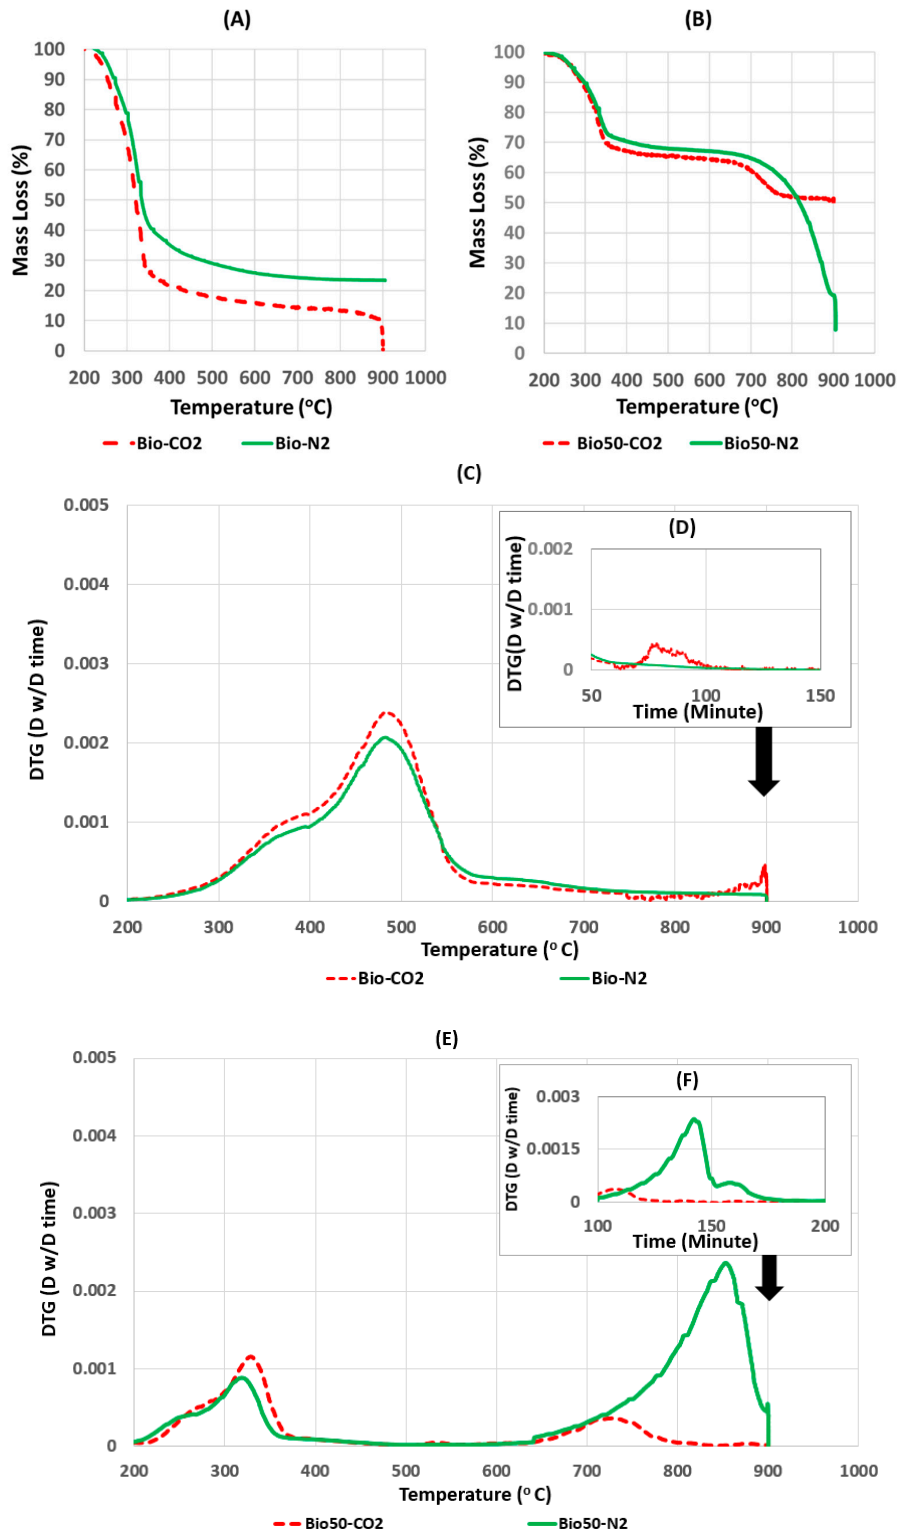 (A)
100
90
80
70
60
50
40
30
20
10
0
Mass Loss (%)
200 300 400 500 600 700 800 900 1000
Temperature (oC)
Bio-CO2 Bio-N2
(B)
100
90
80
70
60
50
40
30
20
10
0
Mass Loss (%)
200 300 400 500 600 700 800 900 1000
Temperature (oC)
Bio50-CO2 Bio50-N2
(C)
0.005
0.004
0.003
0.002
0.001
0
DTG (D w/D time)
200 300 400 500 600 700 800 900 1000
Temperature (o C)
Bio-CO2 Bio-N2
(D)
0.002
0.001
0
DTG(D w/D time)
50 100 150
Time (Minute)
(E)
0.005
0.004
0.003
0.002
0.001
0
DTG (D w/D time)
200 300 400 500 600 700 800 900 1000
Temperature (o C)
Bio50-CO2 Bio50-N2
(F)
0.003
0.0015
0
DTG (D w/D time)
100 150 200
Time (Minute)